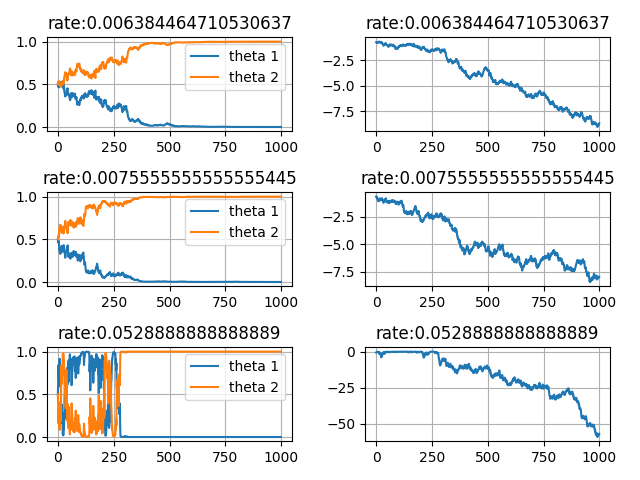 rate:0.006384464710530637
1.0
0.5
0.0
theta 1
theta 2
0 250 500 750 1000
rate:0.006384464710530637
−2.5
−5.0
−7.5
0 250 500 750 1000
rate:0.0075555555555555445
1.0
0.5
0.0
theta 1
theta 2
0 250 500 750 1000
rate:0.0075555555555555445
−2.5
−5.0
−7.5
0 250 500 750 1000
rate:0.0528888888888889
1.0
0.5
0.0
theta 1
theta 2
0 250 500 750 1000
rate:0.0528888888888889
0
−25
−50
0 250 500 750 1000